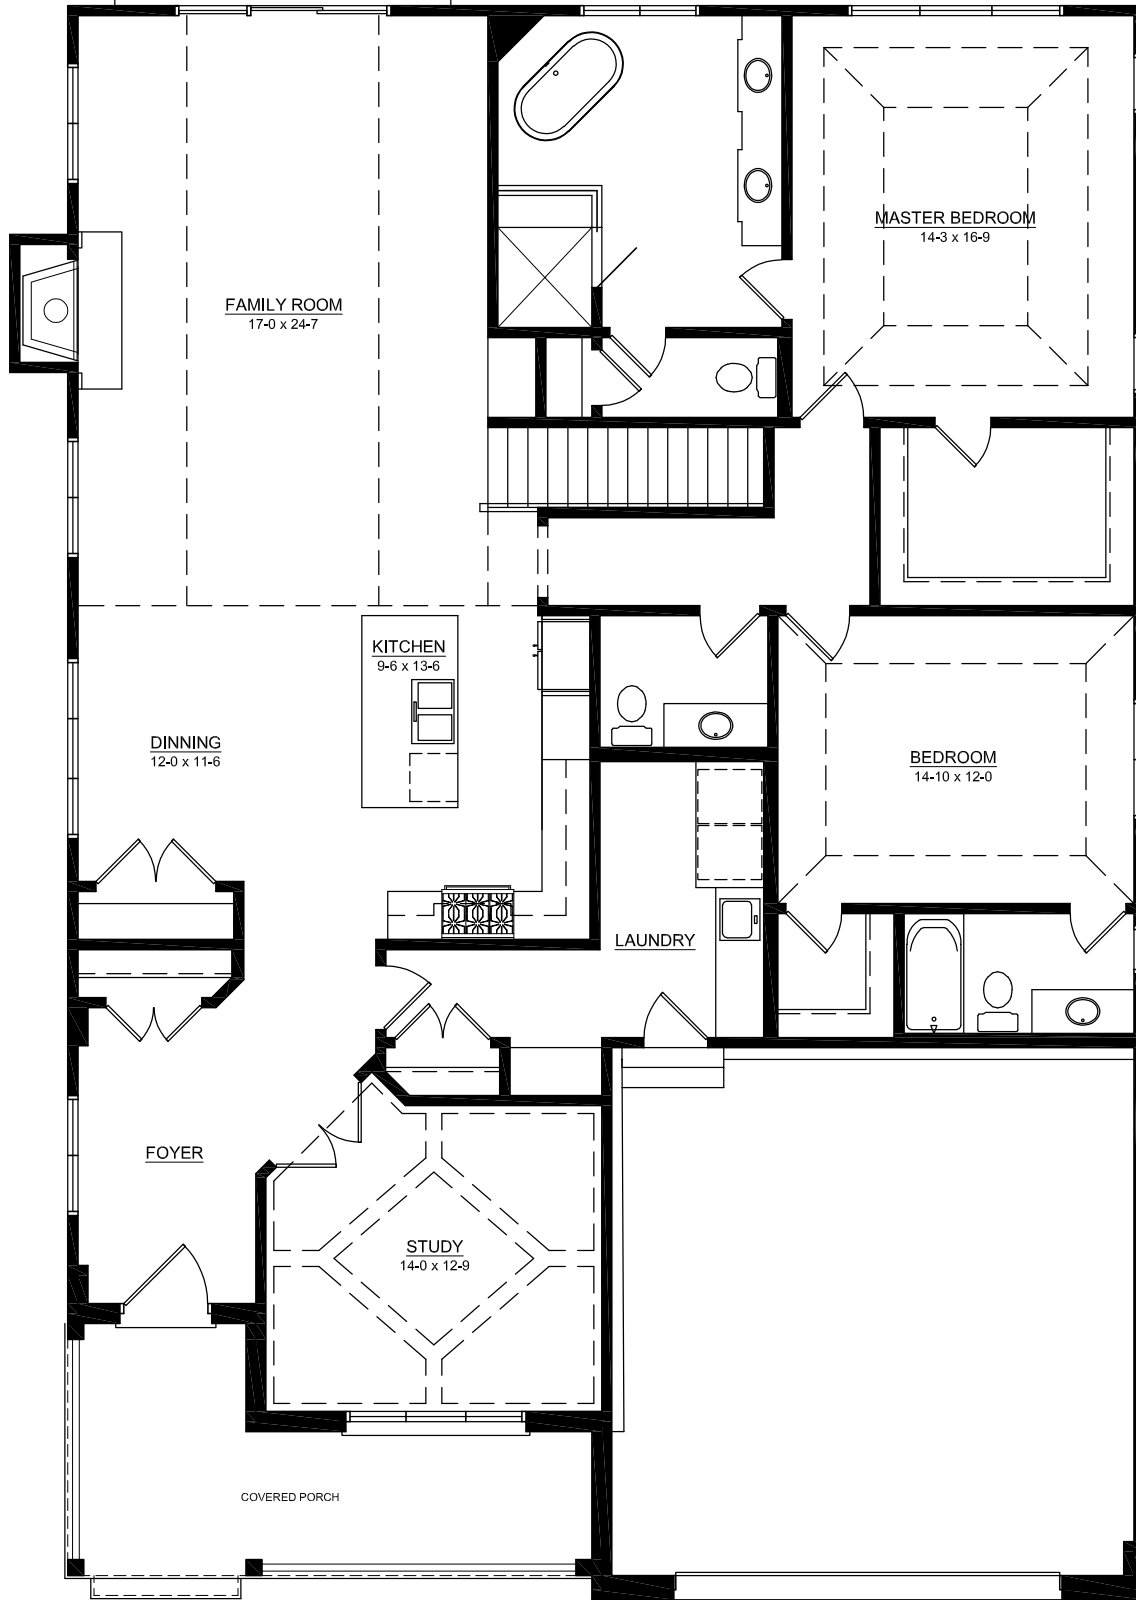 MASTER BEDROOM
14-3 x 16-9
FAMILY ROOM
17-0 x 24-7
KITCHEN
9-6 x 13-6
DINNING
12-0 x 11-6
BEDROOM
14-10 x 12-0
LAUNDRY
FOYER
STUDY
14-0 x 12-9
COVERED PORCH